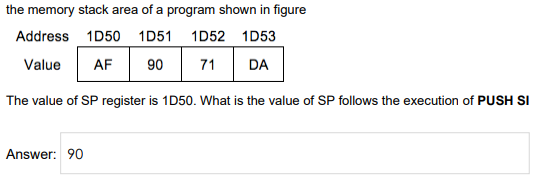 the memory stack area of a program shown in figure
Address 1D50 1D51 1D52 1D53
Value AF 90 71 DA
The value of SP register is 1D50. What is the value of SP follows the execution of PUSH SI
Answer: 90